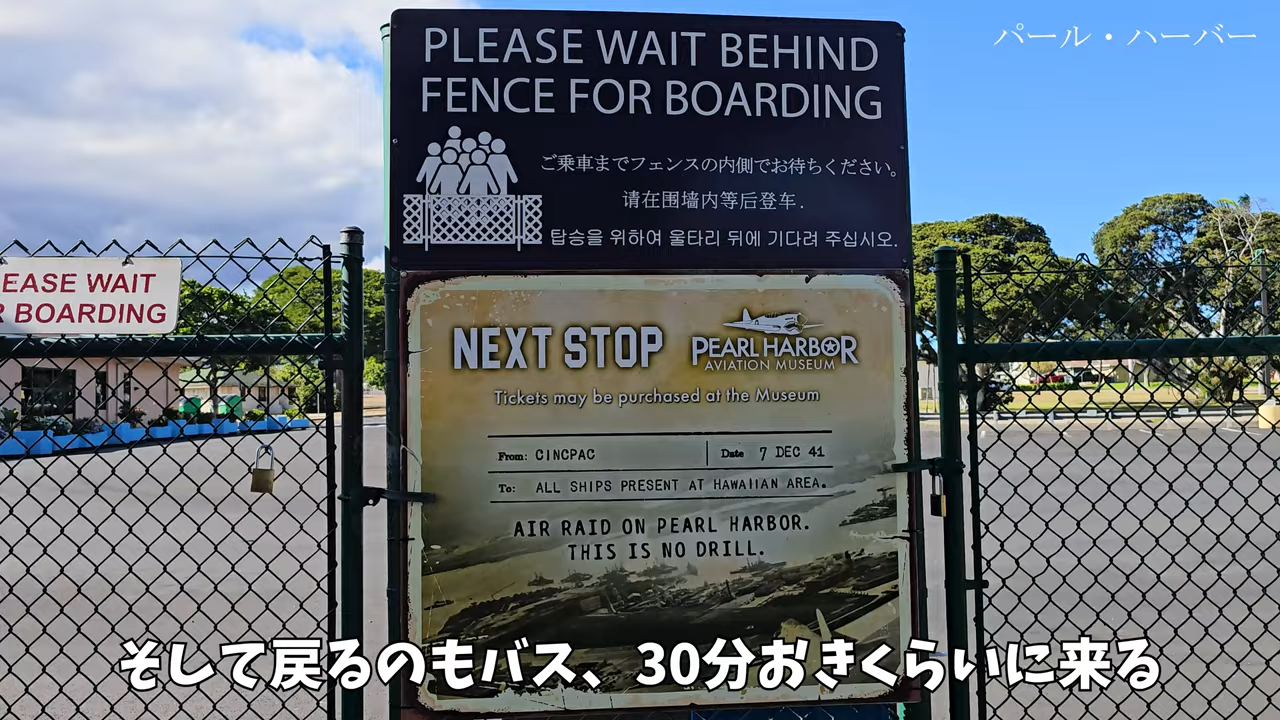 パール・ハーバー
PLEASE WAIT BEHIND
FENCE FOR BOARDING
ご乗車までフェンスの内側でお待ちください。
请在围墙内等后登车.
탑승을 위하여 울타리 뒤에 기다려 주십시오.
EASE WAIT
R BOARDING
NEXT STOP
PEARL HARBOR
AVIATION MUSEUM
Tickets may be purchased at the Museum
From: CINCPAC Date 7 DEC 41
To: ALL SHIPS PRESENT AT HAWAIIAN AREA.
AIR RAID ON PEARL HARBOR.
THIS IS NO DRILL.
そして戻るのもバス、30分おきくらいに来る